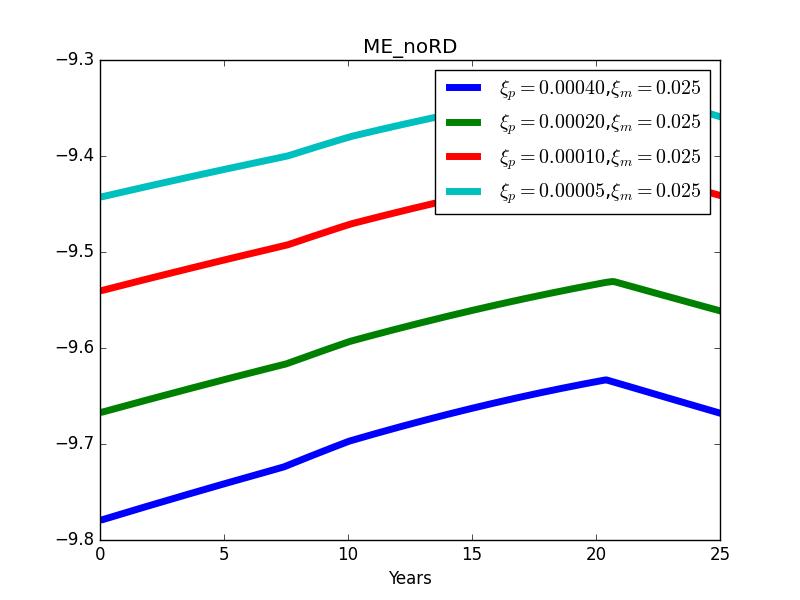 ME_noRD
−9.3
−9.4
−9.5
−9.6
−9.7
−9.8
ξₚ = 0.00040,ξₘ = 0.025
ξₚ = 0.00020,ξₘ = 0.025
ξₚ = 0.00010,ξₘ = 0.025
ξₚ = 0.00005,ξₘ = 0.025
0 5 10 15 20 25
Years